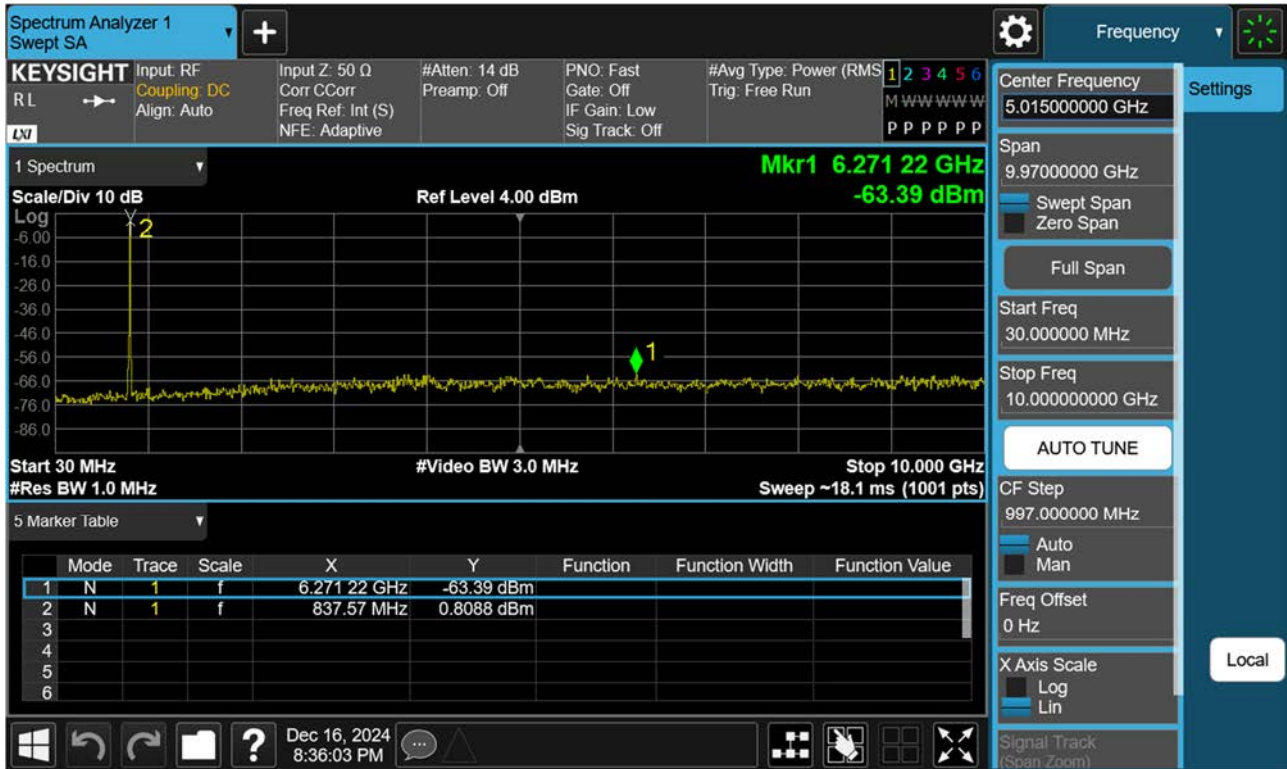 Spectrum Analyzer 1
Swept SA
+
Frequency
KEYSIGHT
RL
LXI
Input: RF
Coupling: DC
Align: Auto
Input Z: 50 Ω
Corr CCorr
Freq Ref: Int (S)
NFE: Adaptive
#Atten: 14 dB
Preamp: Off
PNO: Fast
Gate: Off
IF Gain: Low
Sig Track: Off
#Avg Type: Power (RMS
Trig: Free Run
1 2 3 4 5 6
M W W W W W
P P P P P P
Center Frequency
5.015000000 GHz
Settings
Span
9.97000000 GHz
Swept Span
Zero Span
Full Span
Start Freq
30.000000 MHz
Stop Freq
10.000000000 GHz
AUTO TUNE
CF Step
997.000000 MHz
Auto
Man
Freq Offset
0 Hz
X Axis Scale
Log
Lin
Signal Track
(Span Zoom)
Local
1 Spectrum
Mkr1 6.271 22 GHz
-63.39 dBm
Scale/Div 10 dB
Ref Level 4.00 dBm
Log
-6.00
-16.0
-26.0
-36.0
-46.0
-56.0
-66.0
-76.0
-86.0
2
1
Start 30 MHz
#Video BW 3.0 MHz
Stop 10.000 GHz
#Res BW 1.0 MHz
Sweep ~18.1 ms (1001 pts)
5 Marker Table
Mode Trace Scale X Y Function Function Width Function Value
1 N 1 f 6.271 22 GHz -63.39 dBm
2 N 1 f 837.57 MHz 0.8088 dBm
3
4
5
6
?
Dec 16, 2024
8:36:03 PM